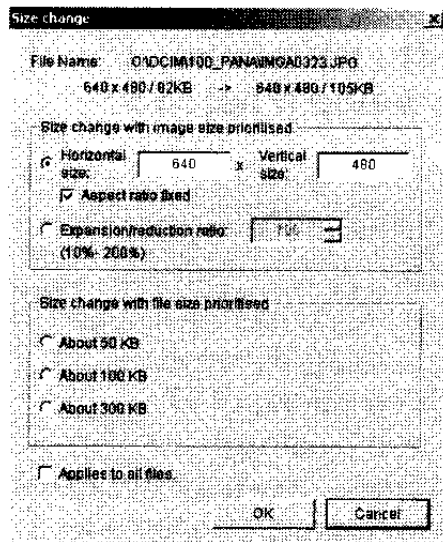 Size change
File Name: O:\DCIM\100_PANA\IMGA0323.JPG
640 x 480 / 82KB -> 640 x 480 / 105KB
Size change with image size prioritised
Horizontal size: 640 x Vertical size: 480
Aspect ratio fixed
Expansion/reduction ratio: 100
(10%- 200%)
Size change with file size prioritised
About 50 KB
About 100 KB
About 300 KB
Applies to all files.
OK Cancel